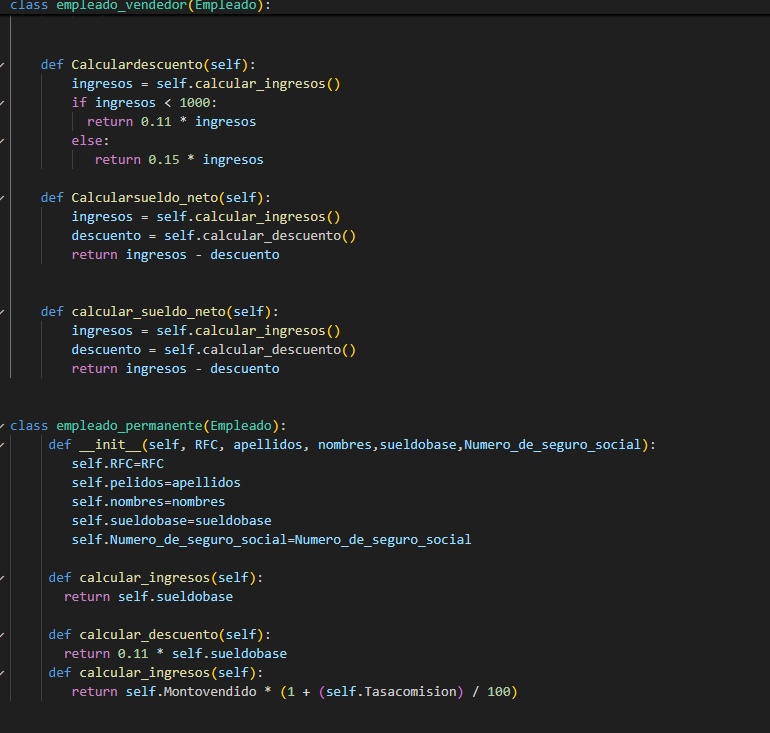 class empleado_vendedor(Empleado):
def Calculardescuento(self):
ingresos = self.calcular_ingresos()
if ingresos < 1000:
return 0.11 * ingresos
else:
return 0.15 * ingresos
def Calcularsueldo_neto(self):
ingresos = self.calcular_ingresos()
descuento = self.calcular_descuento()
return ingresos - descuento
def calcular_sueldo_neto(self):
ingresos = self.calcular_ingresos()
descuento = self.calcular_descuento()
return ingresos - descuento
class empleado_permanente(Empleado):
def __init__(self, RFC, apellidos, nombres,sueldobase,Numero_de_seguro_social):
self.RFC=RFC
self.pelidos=apellidos
self.nombres=nombres
self.sueldobase=sueldobase
self.Numero_de_seguro_social=Numero_de_seguro_social
def calcular_ingresos(self):
return self.sueldobase
def calcular_descuento(self):
return 0.11 * self.sueldobase
def calcular_ingresos(self):
return self.Montovendido * (1 + (self.Tasacomision) / 100)